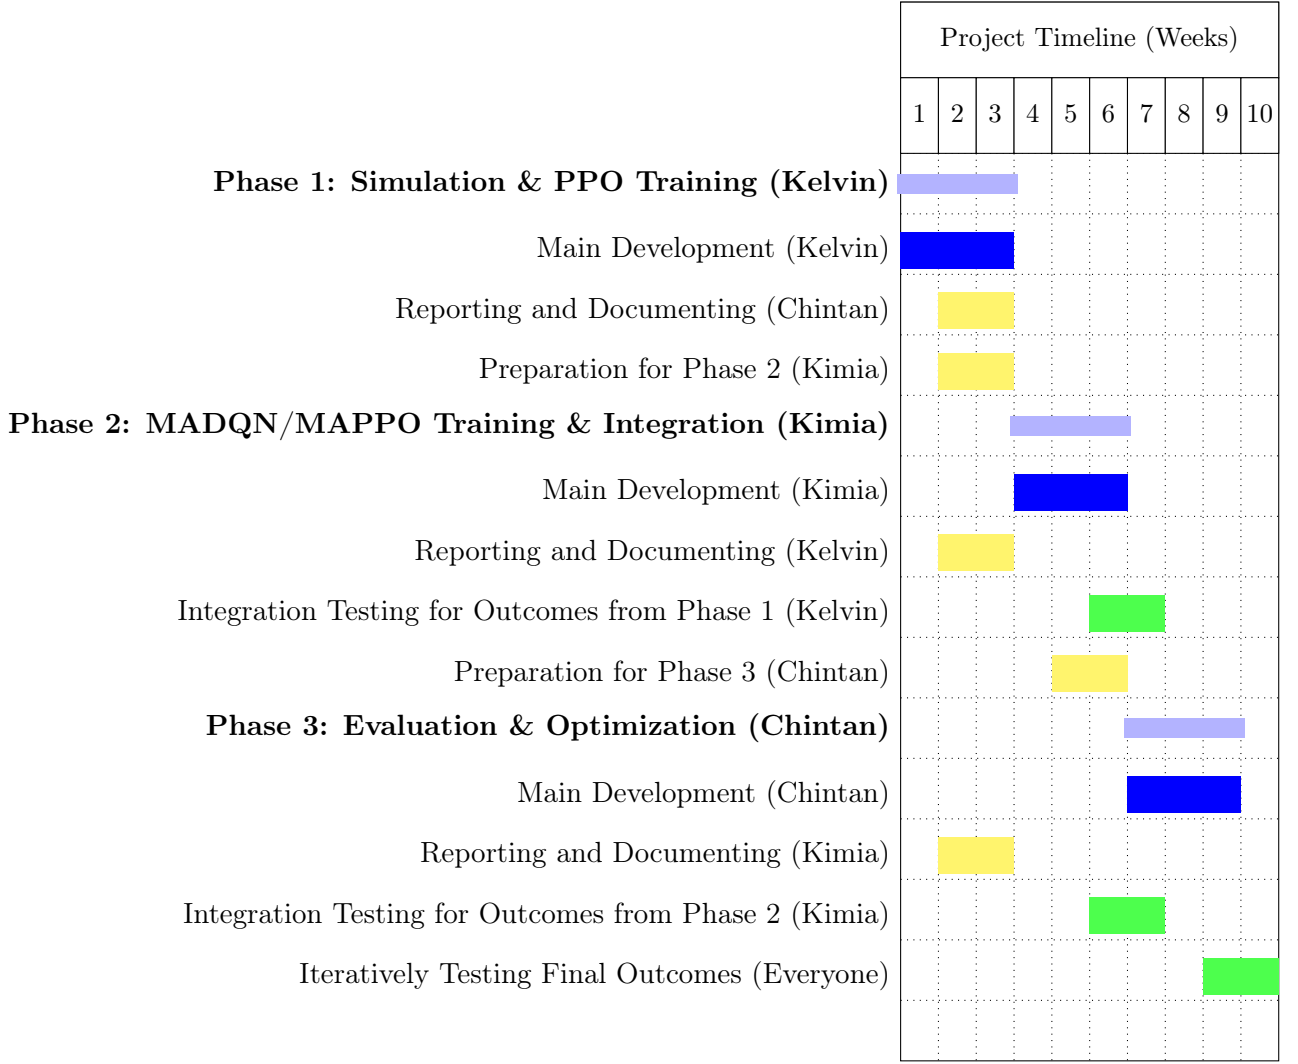 Project Timeline (Weeks)
1 2 3 4 5 6 7 8 9 10
Phase 1: Simulation & PPO Training (Kelvin)
Main Development (Kelvin)
Reporting and Documenting (Chintan)
Preparation for Phase 2 (Kimia)
Phase 2: MADQN/MAPPO Training & Integration (Kimia)
Main Development (Kimia)
Reporting and Documenting (Kelvin)
Integration Testing for Outcomes from Phase 1 (Kelvin)
Preparation for Phase 3 (Chintan)
Phase 3: Evaluation & Optimization (Chintan)
Main Development (Chintan)
Reporting and Documenting (Kimia)
Integration Testing for Outcomes from Phase 2 (Kimia)
Iteratively Testing Final Outcomes (Everyone)